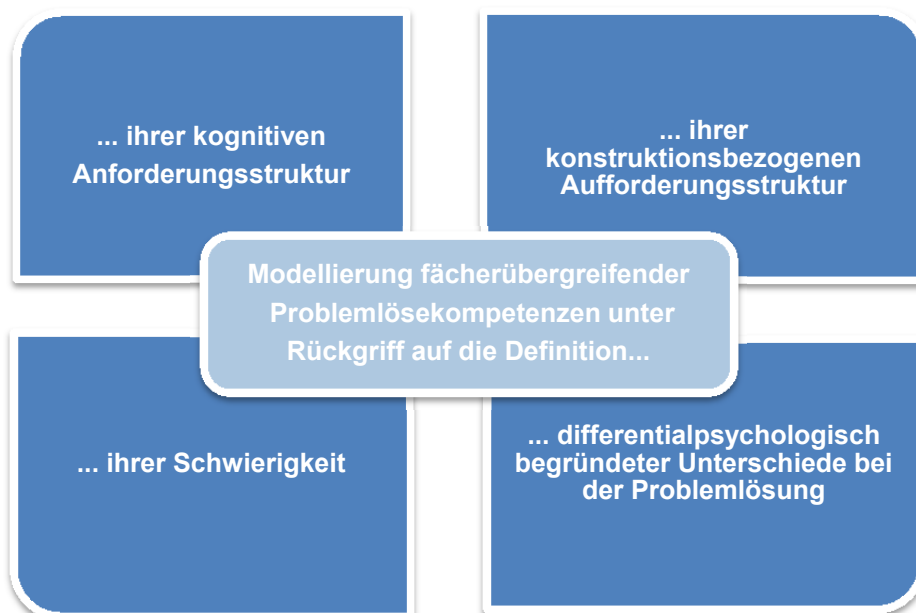 ... ihrer kognitiven
Anforderungsstruktur
... ihrer
konstruktionsbezogenen
Aufforderungsstruktur
Modellierung fächerübergreifender
Problemlösekompetenzen unter
Rückgriff auf die Definition...
... ihrer Schwierigkeit
... differentialpsychologisch
begründeter Unterschiede bei
der Problemlösung